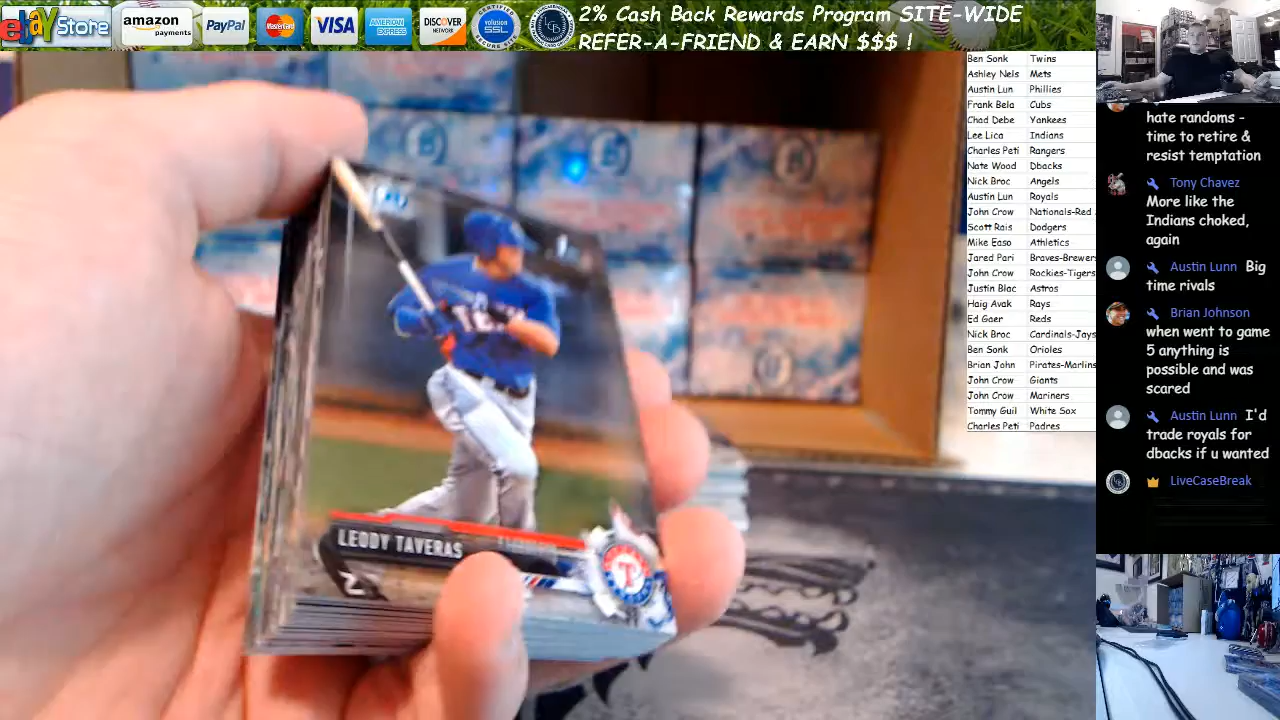 ebay Store
amazon
payments
PayPal
MasterCard
VISA
AMERICAN
EXPRESS
DISCOVER
NETWORK
volusion
SSL
2% Cash Back Rewards Program SITE-WIDE
REFER-A-FRIEND & EARN $$$ !
Ben Sonk Twins
Ashley Nels Mets
Austin Lun Phillies
Frank Bela Cubs
Chad Debe Yankees
Lee Lica Indians
Charles Peti Rangers
Nate Wood Dbacks
Nick Broc Angels
Austin Lun Royals
John Crow Nationals-Red
Scott Rais Dodgers
Mike Easo Athletics
Jared Pari Braves-Brewer
John Crow Rockies-Tigers
Justin Blac Astros
Haig Avak Rays
Ed Gaer Reds
Nick Broc Cardinals-Jays
Ben Sonk Orioles
Brian John Pirates-Marlins
John Crow Giants
John Crow Mariners
Tommy Guil White Sox
Charles Peti Padres
hate randoms -
time to retire &
resist temptation
Tony Chavez
More like the
Indians choked,
again
Austin Lunn Big
time rivals
Brian Johnson
when went to game
5 anything is
possible and was
scared
Austin Lunn I'd
trade royals for
dbacks if u wanted
LiveCaseBreak
LEODY TAVERAS